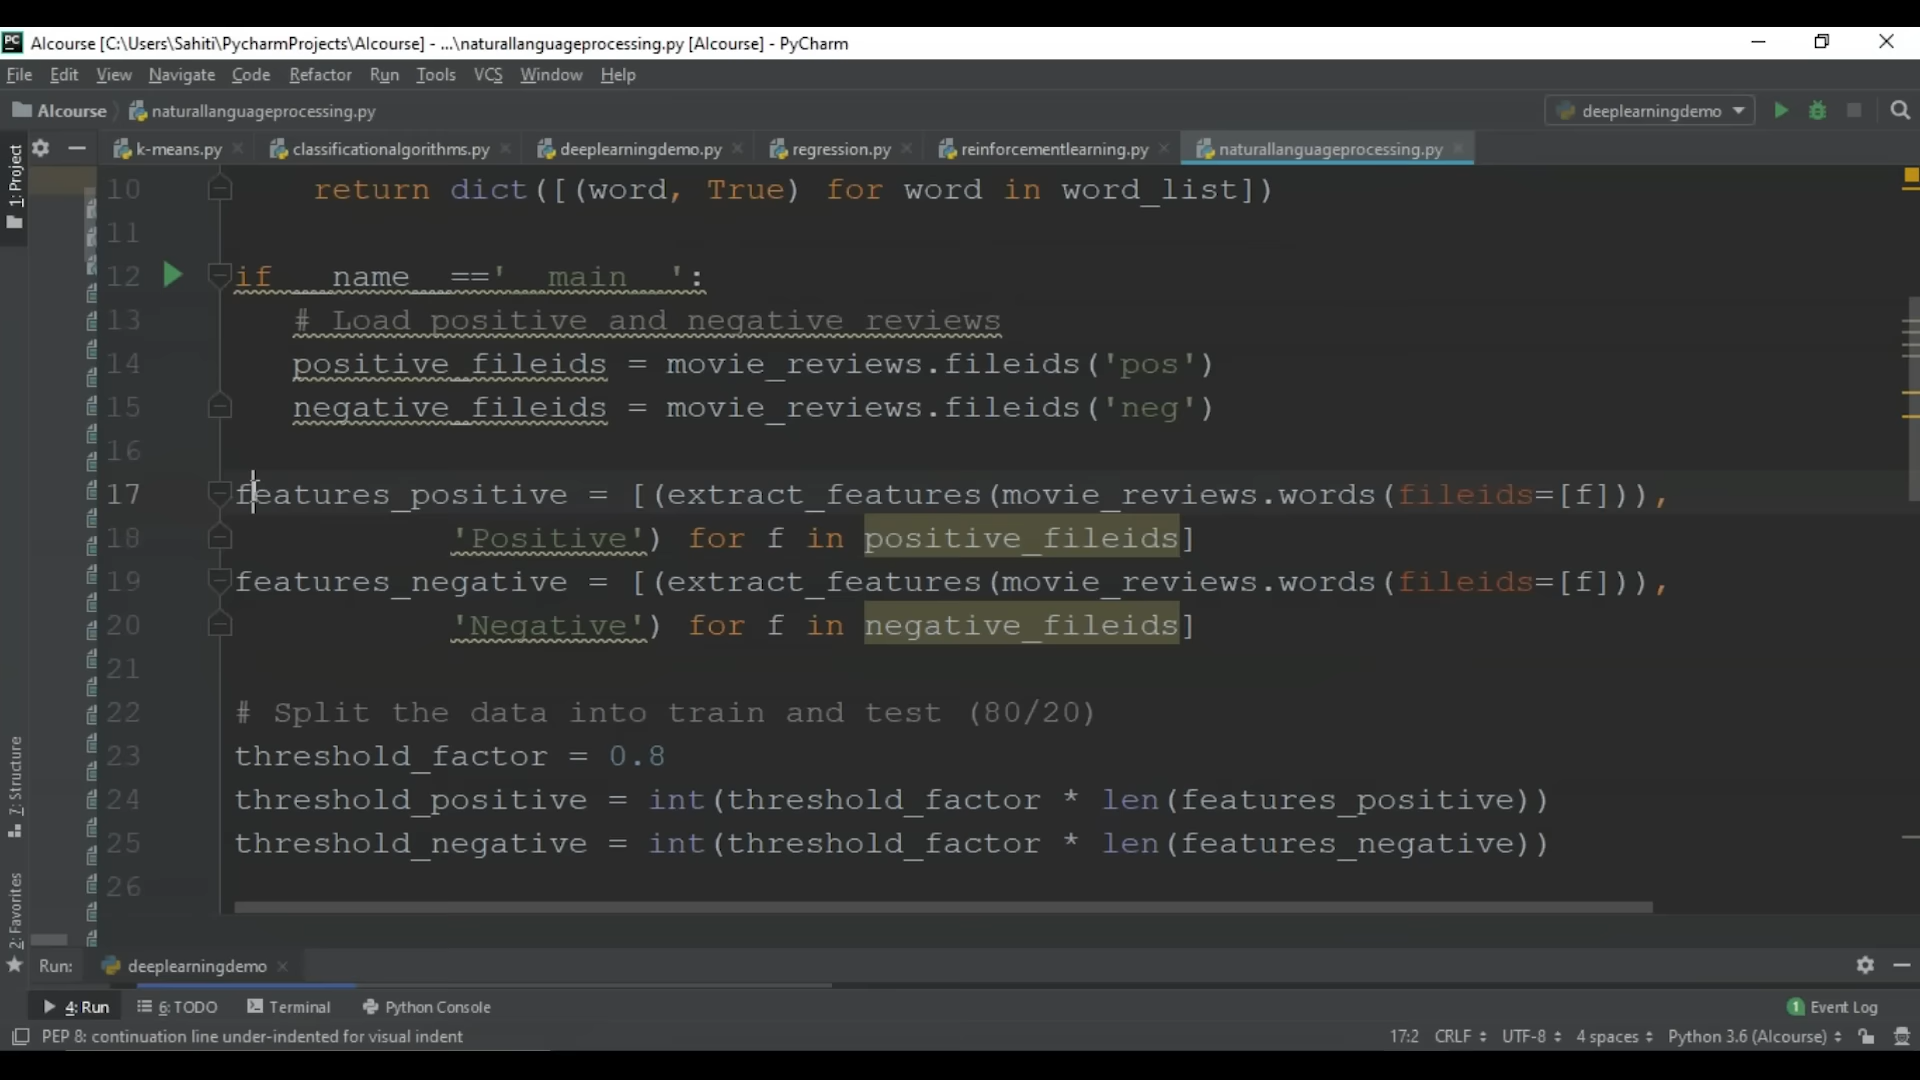 PC Alcourse [C:\Users\Sahiti\PycharmProjects\Alcourse] - ...\naturallanguageprocessing.py [Alcourse] - PyCharm
File Edit View Navigate Code Refactor Run Tools VCS Window Help
Alcourse naturallanguageprocessing.py deeplearningdemo
1: Project k-means.py classificationalgorithms.py deeplearningdemo.py regression.py reinforcementlearning.py naturallanguageprocessing.py
10 return dict([(word, True) for word in word_list])
11
12 if __name__=='__main__':
13 # Load positive and negative reviews
14 positive_fileids = movie_reviews.fileids('pos')
15 negative_fileids = movie_reviews.fileids('neg')
16
17 features_positive = [(extract_features(movie_reviews.words(fileids=[f])),
18 'Positive') for f in positive_fileids]
19 features_negative = [(extract_features(movie_reviews.words(fileids=[f])),
20 'Negative') for f in negative_fileids]
21
22 # Split the data into train and test (80/20)
23 threshold_factor = 0.8
24 threshold_positive = int(threshold_factor * len(features_positive))
25 threshold_negative = int(threshold_factor * len(features_negative))
26
7: Structure
2: Favorites
Run: deeplearningdemo
4: Run 6: TODO Terminal Python Console 1 Event Log
PEP 8: continuation line under-indented for visual indent 17:2 CRLF UTF-8 4 spaces Python 3.6 (Alcourse)